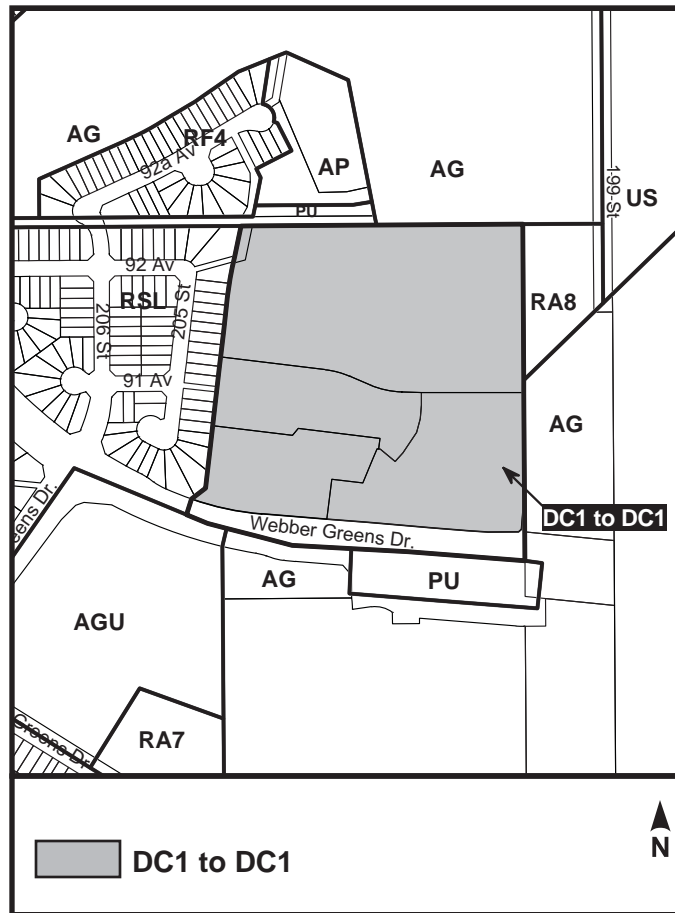 AG
RF4
92a Av
AP
AG
199 St
US
PU
92 Av
RSL
205 St
206 St
RA8
91 Av
AG
DC1 to DC1
eens Dr.
Webber Greens Dr.
AG
PU
AGU
RA7
Greens Dr.
DC1 to DC1
N